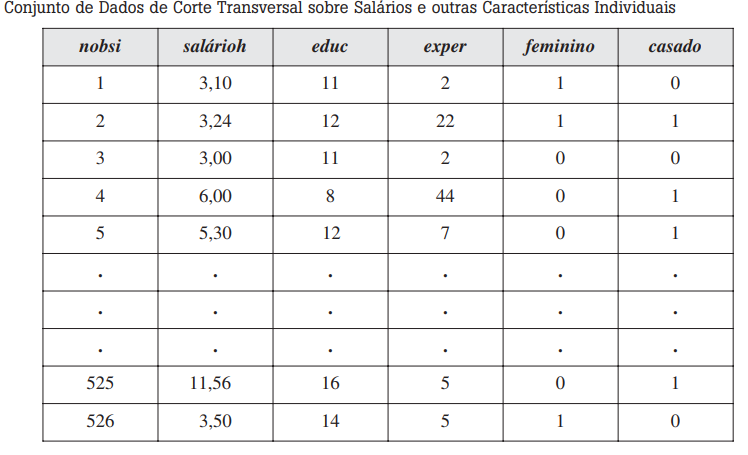 Conjunto de Dados de Corte Transversal sobre Salários e outras Características Individuais
nobsi salárioh educ exper feminino casado
1 3,10 11 2 1 0
2 3,24 12 22 1 1
3 3,00 11 2 0 0
4 6,00 8 44 0 1
5 5,30 12 7 0 1
. . . . . .
. . . . . .
. . . . . .
525 11,56 16 5 0 1
526 3,50 14 5 1 0